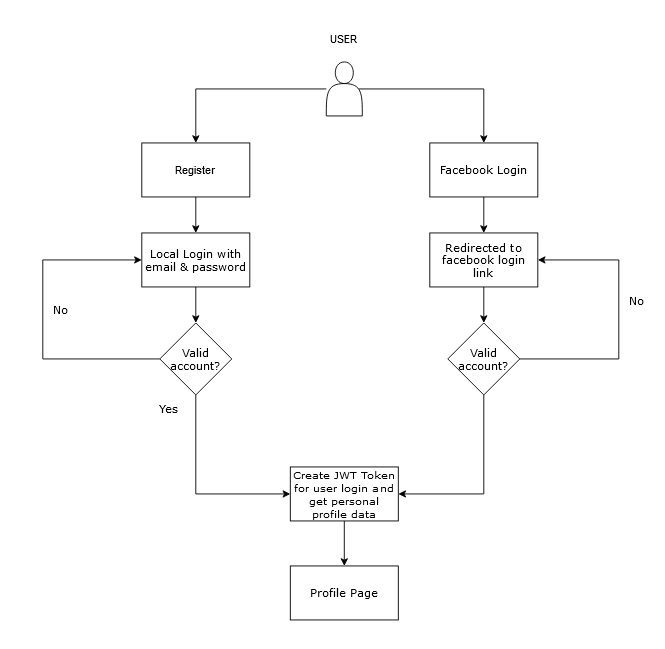 USER
Register
Facebook Login
Local Login with
email & password
Redirected to
facebook login
link
No
No
Valid
account?
Valid
account?
Yes
Create JWT Token
for user login and
get personal
profile data
Profile Page